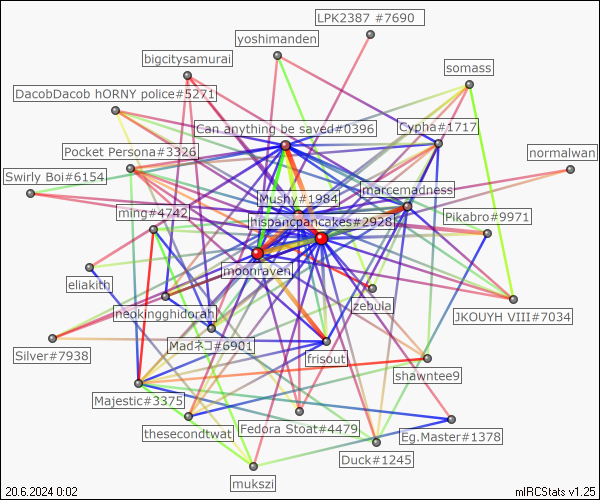 LPK2387 #7690
yoshimanden
bigcitysamurai
somass
DacobDacob hORNY police#5271
Can anything be saved#0396
Cypha#1717
Pocket Persona#3326
normalwan
Swirly Boi#6154
marcemadness
Mushy#1984
ming#4742
hispancpancakes#2928
Pikabro#9971
moonraven
eliakith
zebula
neokingghidorah
JKOUYH VIII#7034
Madネコ#6901
Silver#7938
frisout
shawntee9
Majestic#3375
Fedora Stoat#4479
thesecondtwat
Eg.Master#1378
Duck#1245
mukszi
20.6.2024 0:02
mIRCStats v1.25